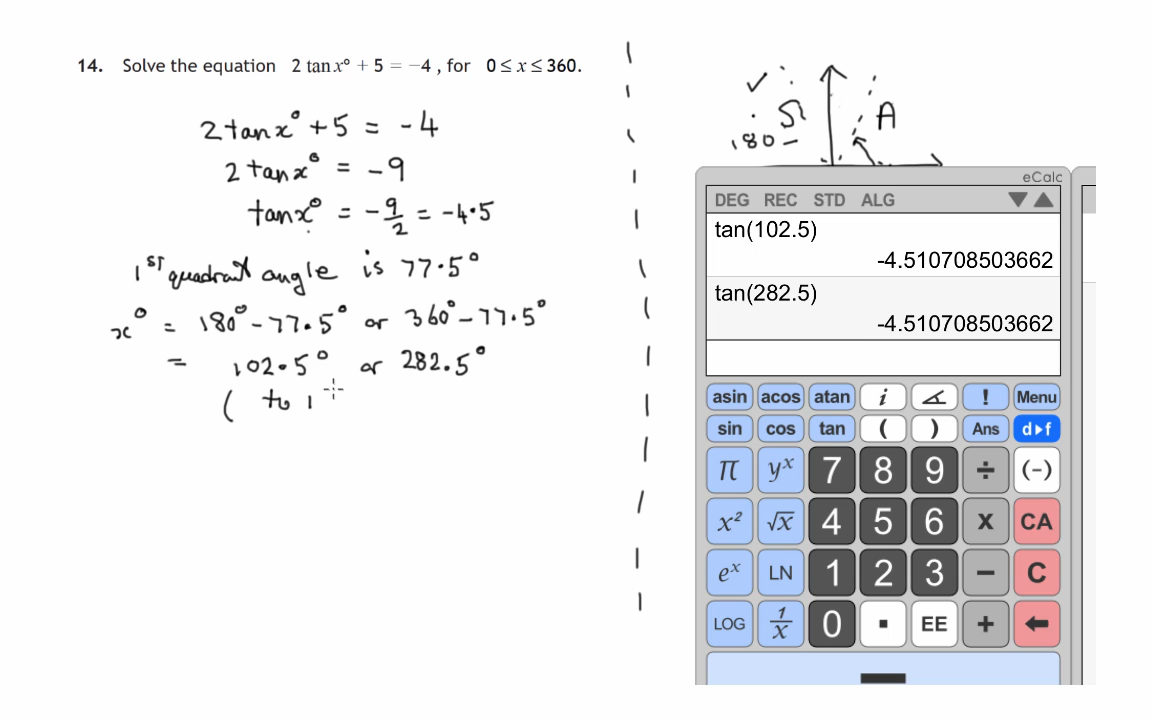 14. Solve the equation 2 tan x° + 5 = −4 , for 0 ≤ x ≤ 360.
2tanx° + 5 = -4
2tanx° = -9
tanx° = -9/2 = -4.5
1ST quadrant angle is 77.5°
x° = 180° - 77.5° or 360° - 77.5°
= 102.5° or 282.5°
( to 1
S A
180 -
eCalc
DEG REC STD ALG
tan(102.5)
-4.510708503662
tan(282.5)
-4.510708503662
asin acos atan i ∠ ! Menu
sin cos tan ( ) Ans d▸f
π yˣ 7 8 9 ÷ (-)
x² √x 4 5 6 x CA
eˣ LN 1 2 3 − C
LOG 1/x 0 . EE + ←